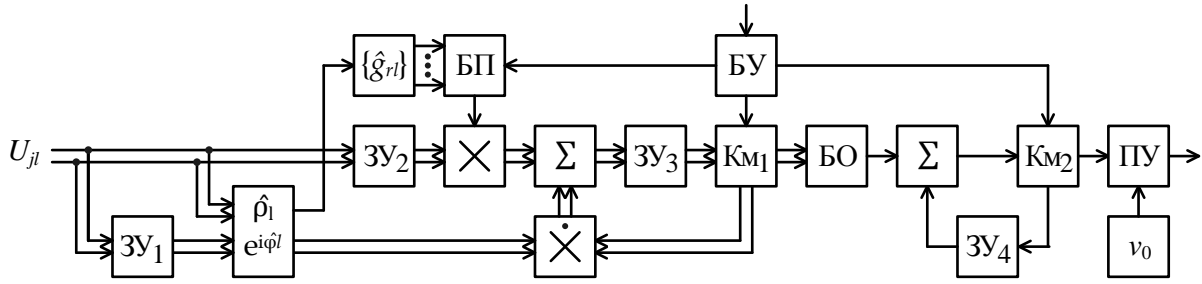 {ĝrl} БП БУ
Ujl ЗУ2 × Σ ЗУ3 Км1 БО Σ Км2 ПУ
ρ̂l
ЗУ1 eiφ̂l × ЗУ4 v0